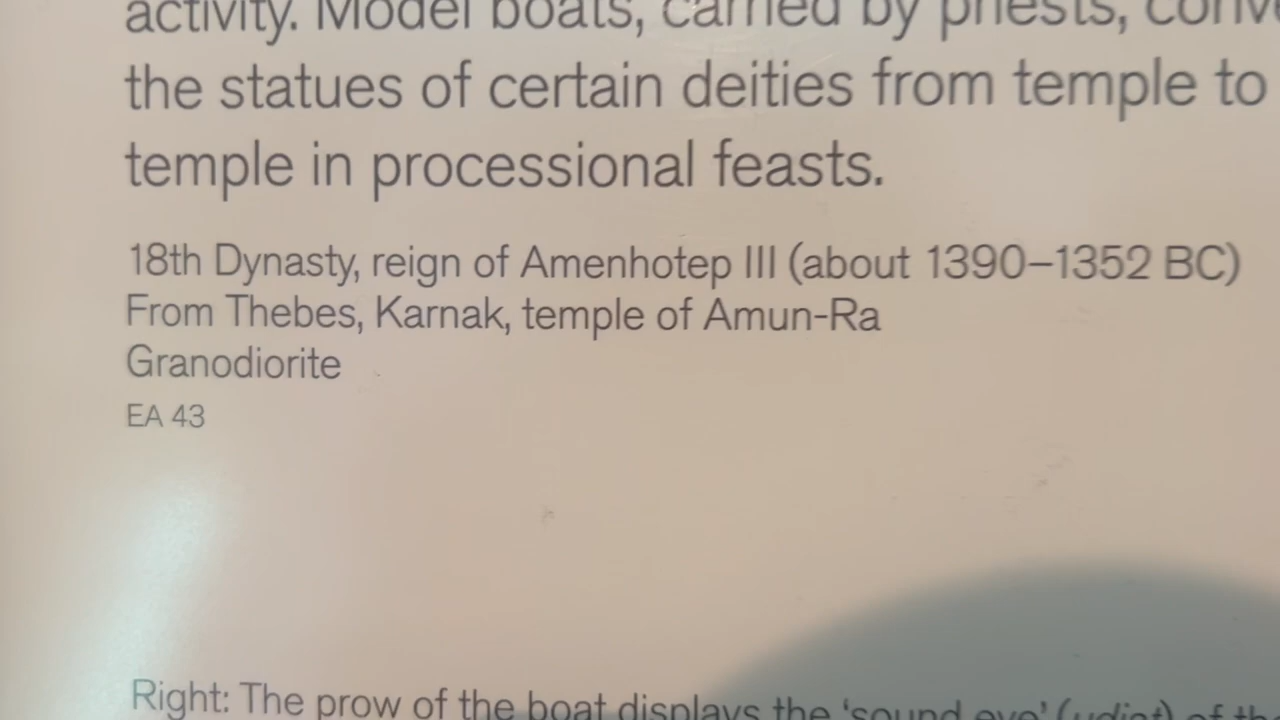 activity. Model boats, carried by priests,
the statues of certain deities from temple to
temple in processional feasts.
18th Dynasty, reign of Amenhotep III (about 1390–1352 BC)
From Thebes, Karnak, temple of Amun-Ra
Granodiorite
EA 43
Right: The prow of the boat displays the ‘sound eye’ (udjat) of